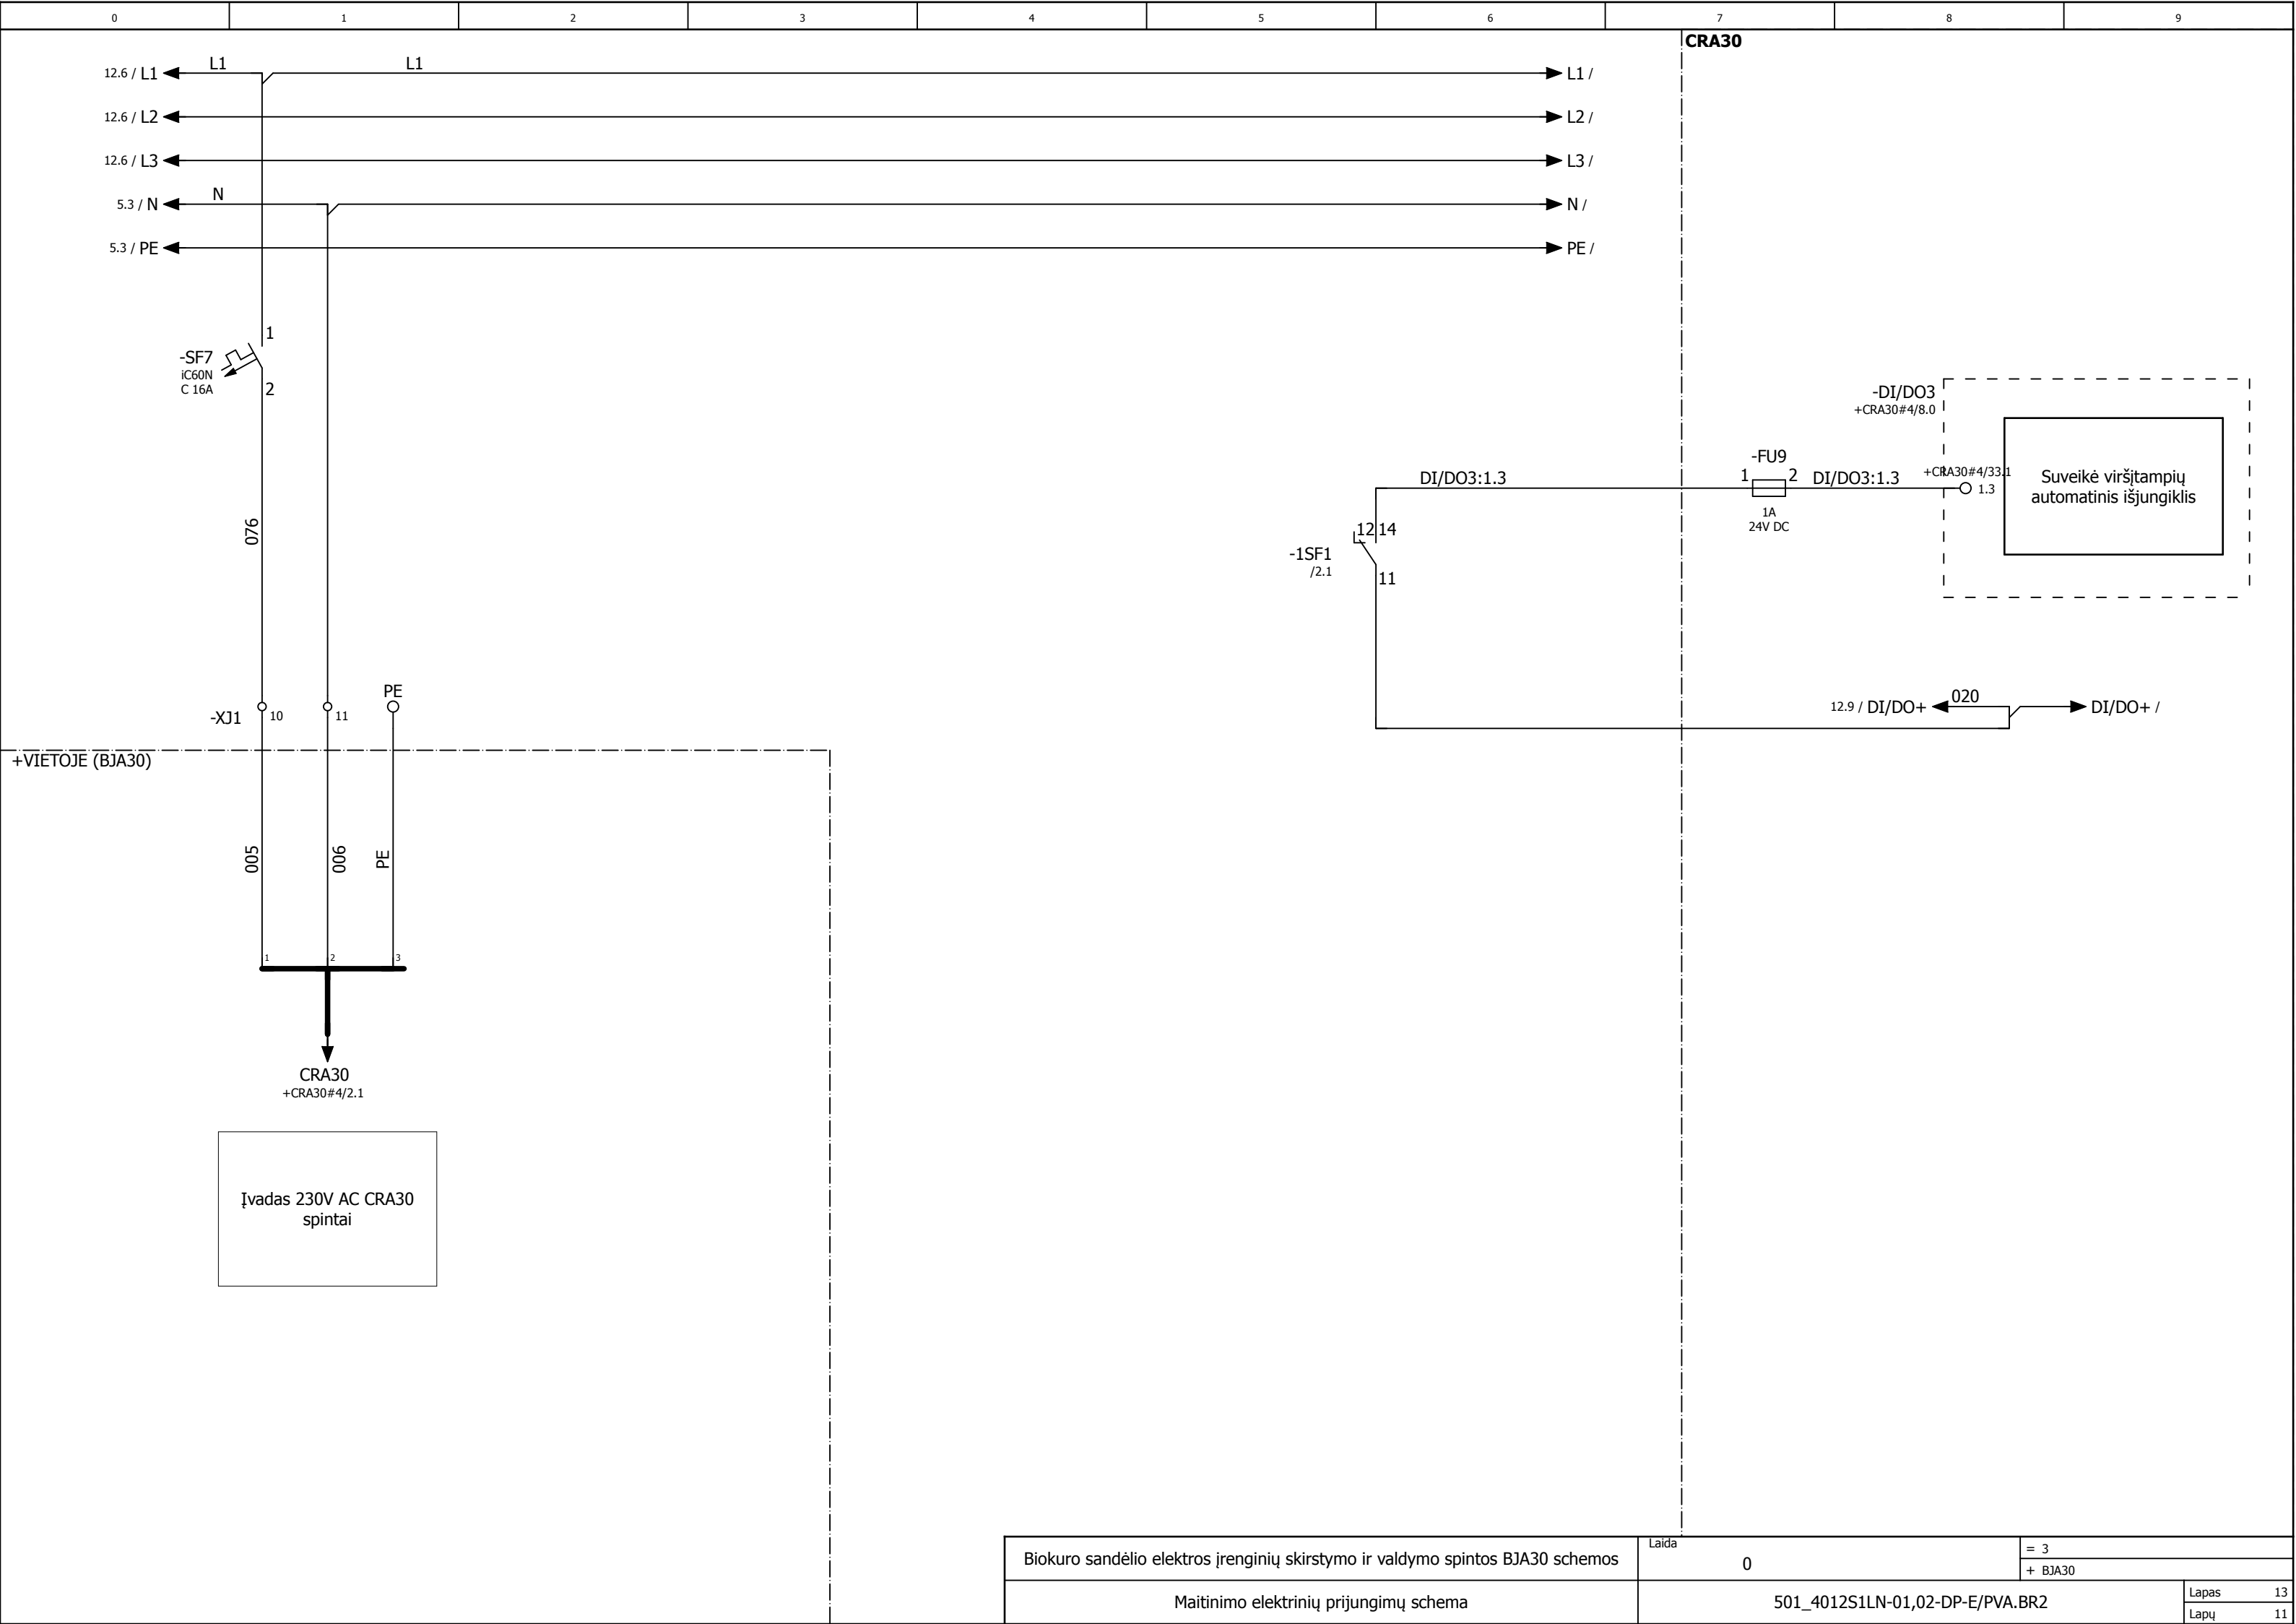 0 1 2 3 4 5 6 7 8 9
CRA30
12.6 / L1 L1 L1 L1 /
12.6 / L2 L2 /
12.6 / L3 L3 /
5.3 / N N N /
5.3 / PE PE /
1
-SF7
iC60N
C 16A
2
076
-XJ1 10 11 PE
+VIETOJE (BJA30)
005 006 PE
1 2 3
CRA30
+CRA30#4/2.1
Įvadas 230V AC CRA30
spintai
-DI/DO3
+CRA30#4/8.0
DI/DO3:1.3
-FU9
1 2
1A
24V DC
DI/DO3:1.3
+CRA30#4/33.1
1.3
Suveikė viršįtampių
automatinis išjungiklis
12 14
-1SF1
/2.1
11
12.9 / DI/DO+ 020 DI/DO+ /
Biokuro sandėlio elektros įrenginių skirstymo ir valdymo spintos BJA30 schemos
Laida
0
= 3
+ BJA30
Maitinimo elektrinių prijungimų schema
501_4012S1LN-01,02-DP-E/PVA.BR2
Lapas 13
Lapų 11